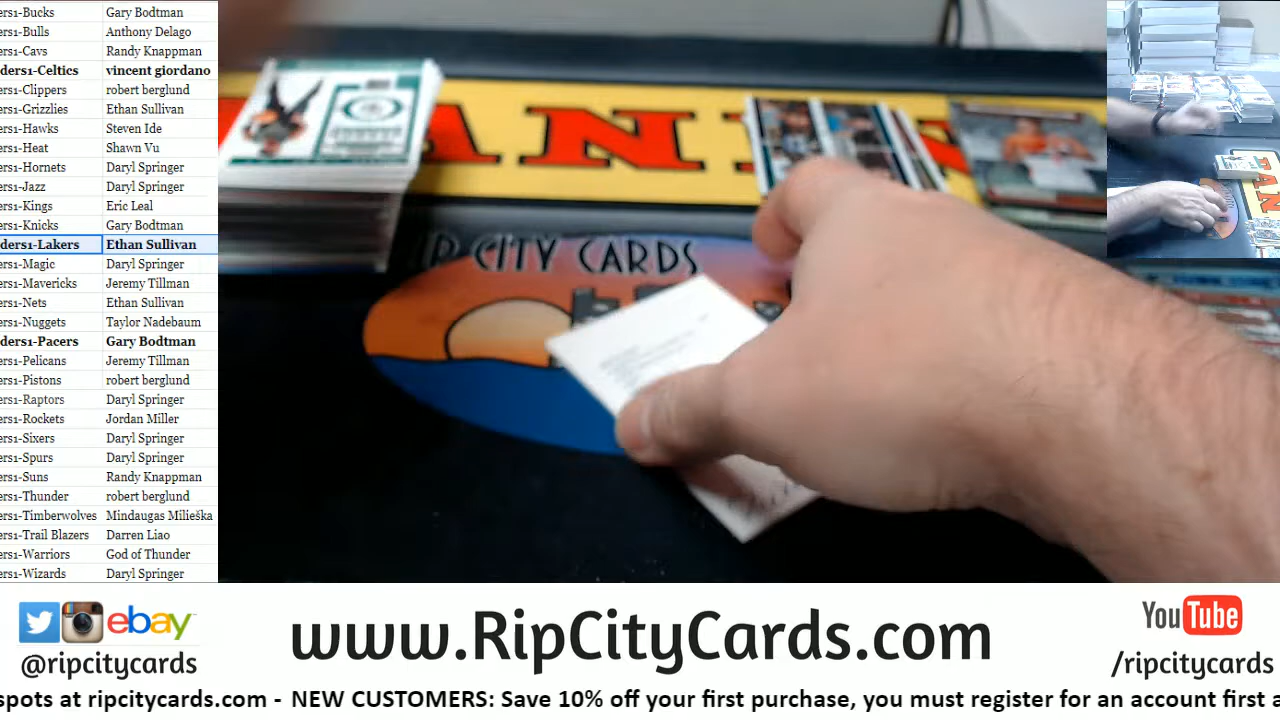 ers1-Bucks Gary Bodtman
ers1-Bulls Anthony Delago
ers1-Cavs Randy Knappman
ders1-Celtics vincent giordano
ers1-Clippers robert berglund
ers1-Grizzlies Ethan Sullivan
ers1-Hawks Steven Ide
ers1-Heat Shawn Vu
ers1-Hornets Daryl Springer
ers1-Jazz Daryl Springer
ers1-Kings Eric Leal
ers1-Knicks Gary Bodtman
ders1-Lakers Ethan Sullivan
ers1-Magic Daryl Springer
ers1-Mavericks Jeremy Tillman
ers1-Nets Ethan Sullivan
ers1-Nuggets Taylor Nadebaum
ders1-Pacers Gary Bodtman
ers1-Pelicans Jeremy Tillman
ers1-Pistons robert berglund
ers1-Raptors Daryl Springer
ers1-Rockets Jordan Miller
ers1-Sixers Daryl Springer
ers1-Spurs Daryl Springer
ers1-Suns Randy Knappman
ers1-Thunder robert berglund
ers1-Timberwolves Mindaugas Milieška
ers1-Trail Blazers Darren Liao
ers1-Warriors God of Thunder
ers1-Wizards Daryl Springer
A N I N
IP CITY CARDS
PAN
ebay
@ripcitycards
www.RipCityCards.com
YouTube
/ripcitycards
spots at ripcitycards.com - NEW CUSTOMERS: Save 10% off your first purchase, you must register for an account first a